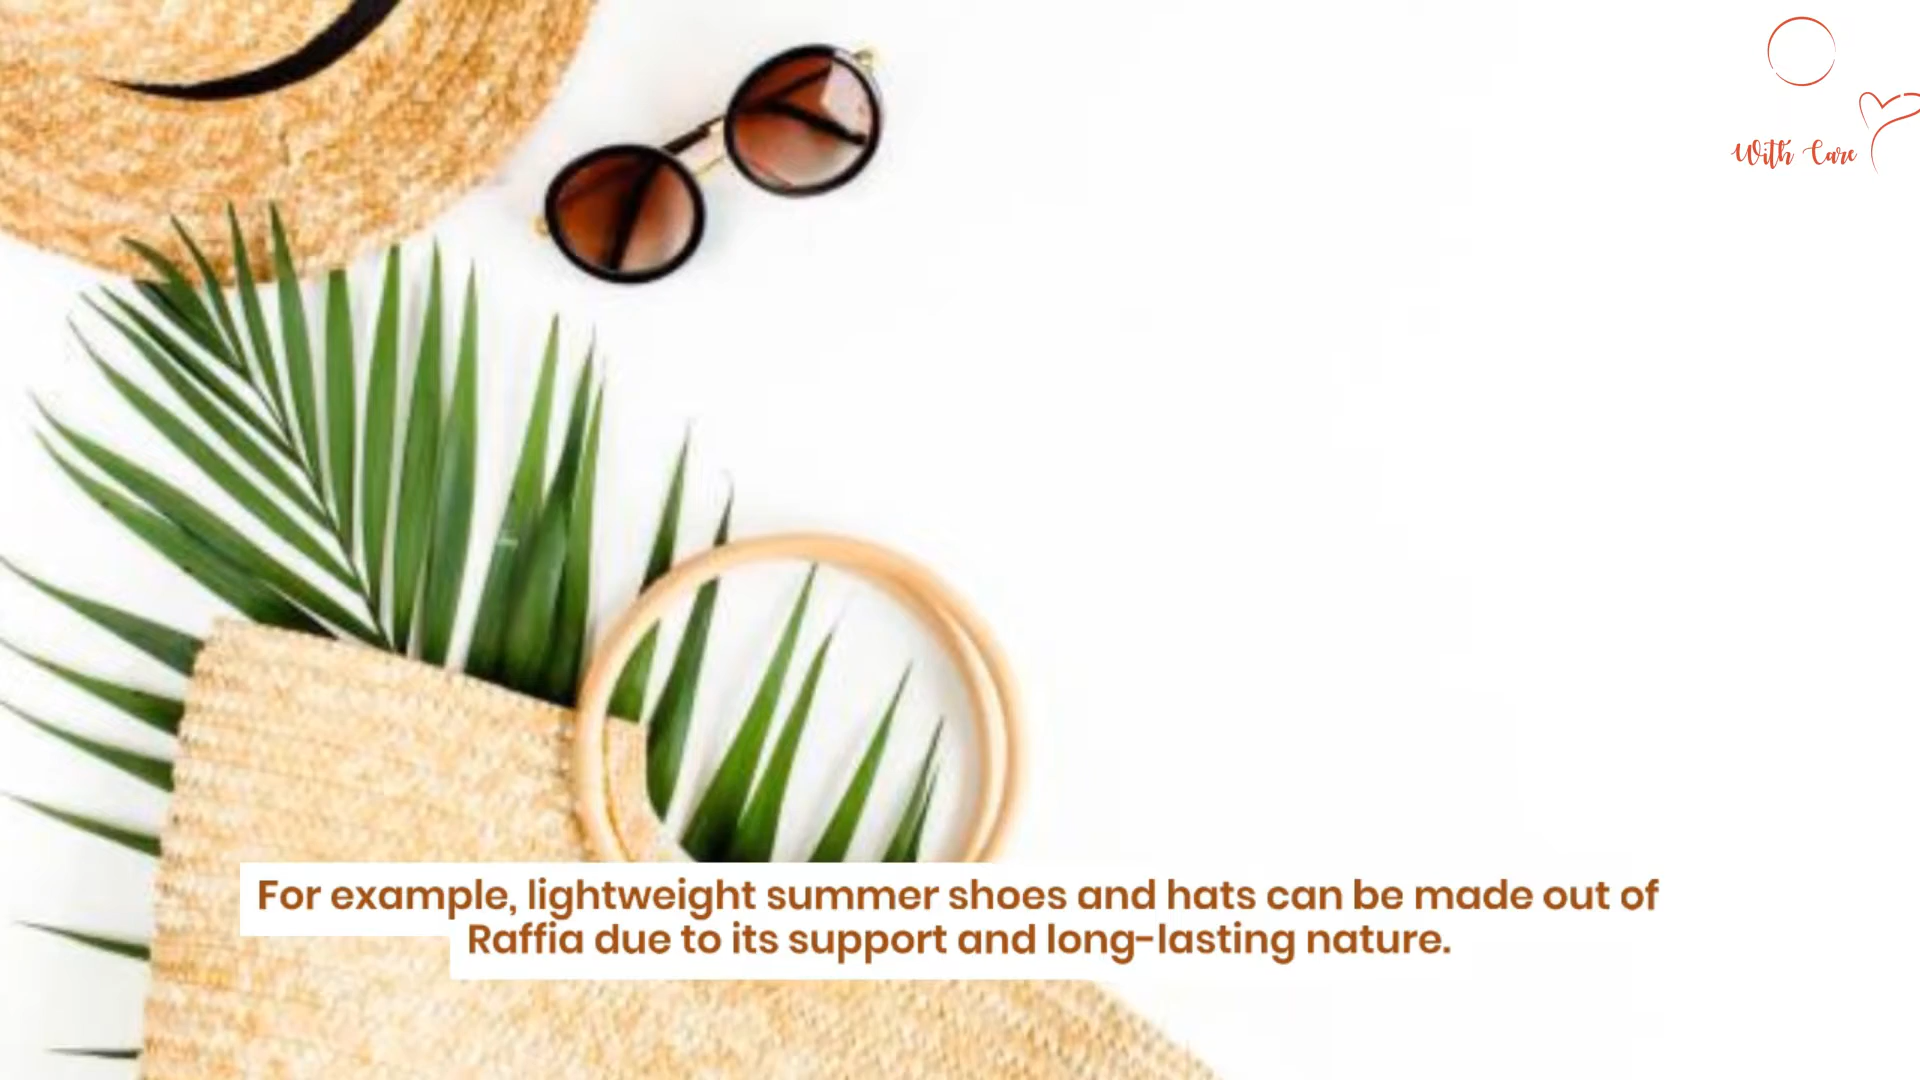 With Care
For example, lightweight summer shoes and hats can be made out of
Raffia due to its support and long-lasting nature.